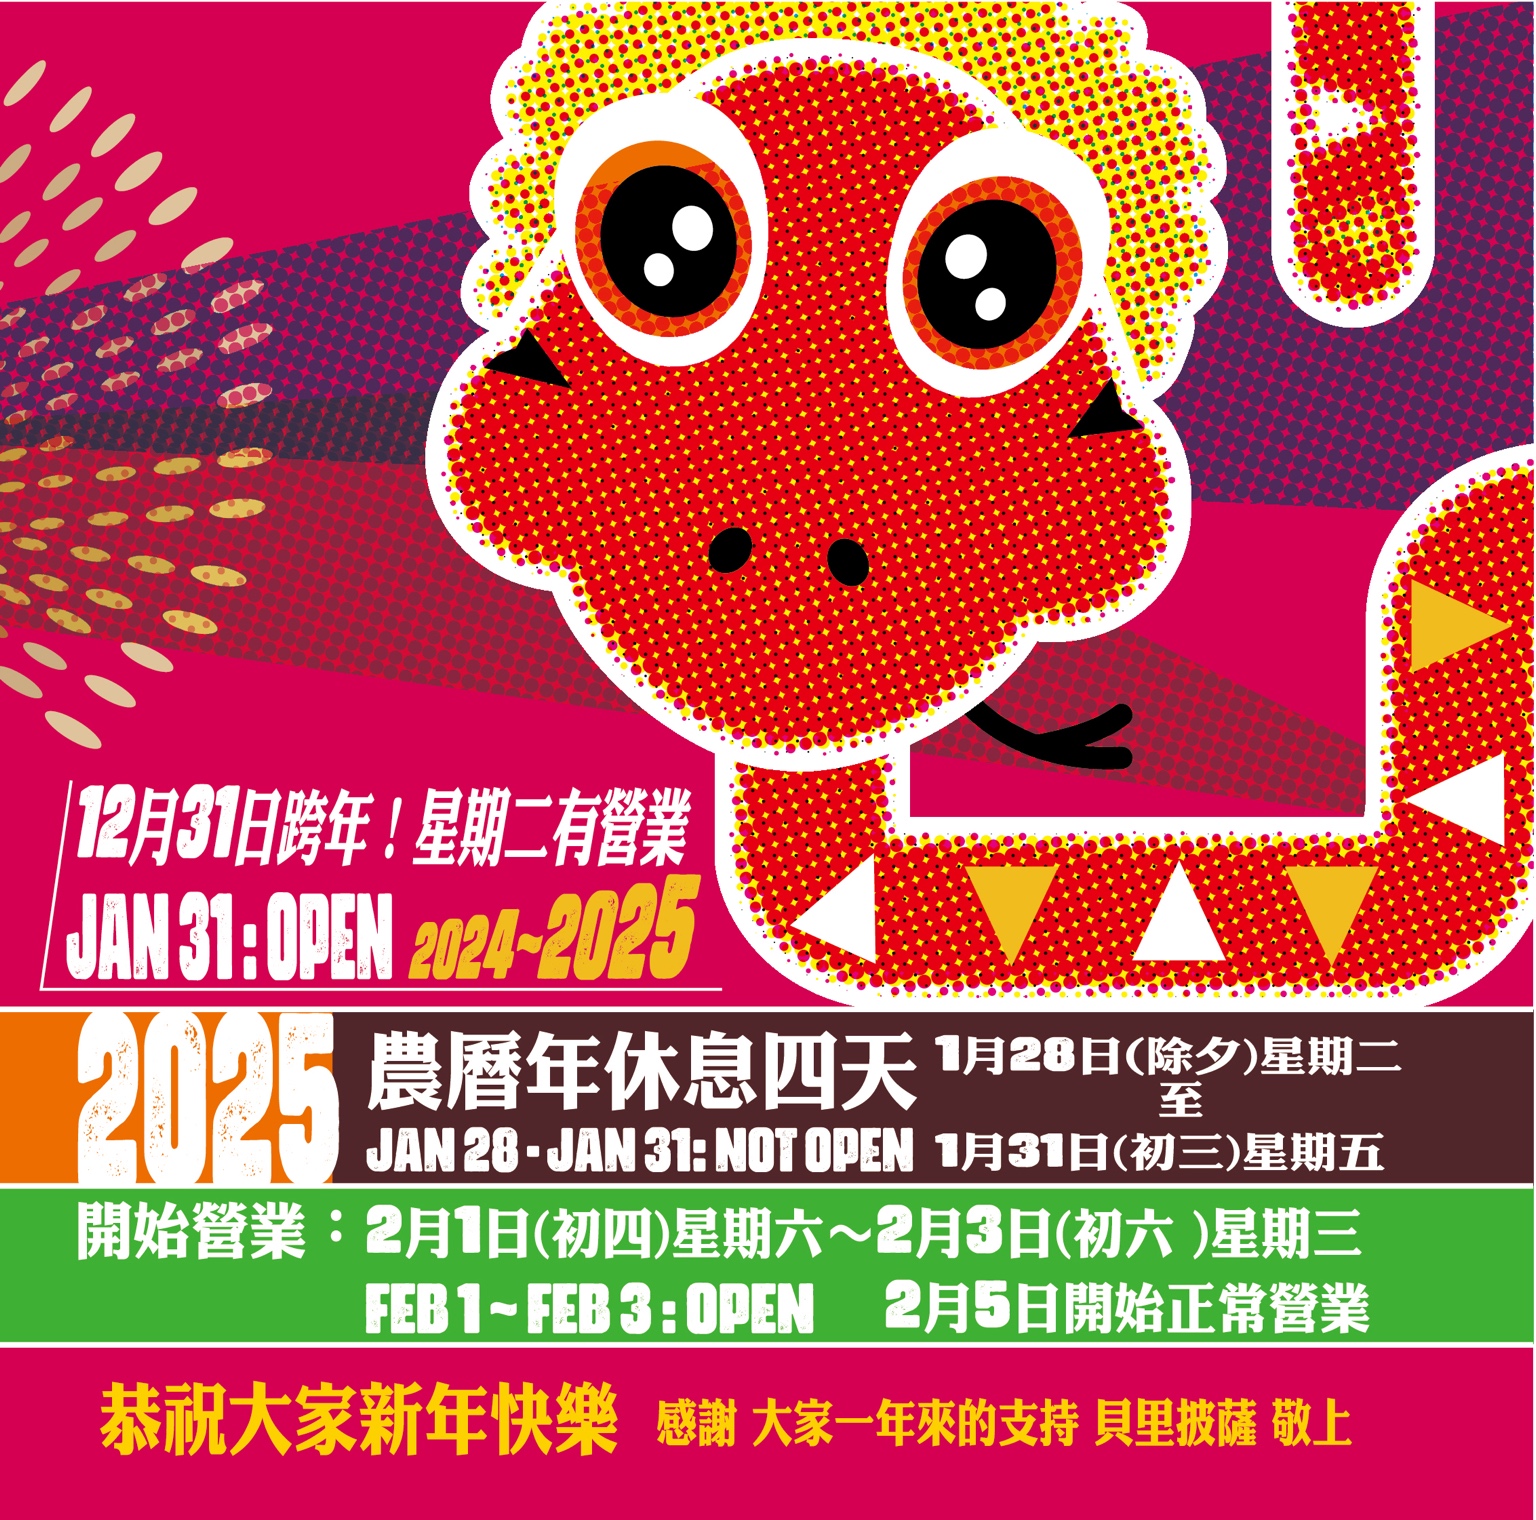 12月31日跨年！星期二有營業
JAN 31 : OPEN 2024~2025
2025
農曆年休息四天
JAN 28 - JAN 31: NOT OPEN
1月28日(除夕)星期二
至
1月31日(初三)星期五
開始營業：2月1日(初四)星期六～2月3日(初六 )星期三
FEB 1 ~ FEB 3 : OPEN 2月5日開始正常營業
恭祝大家新年快樂 感謝 大家一年來的支持 貝里披薩 敬上